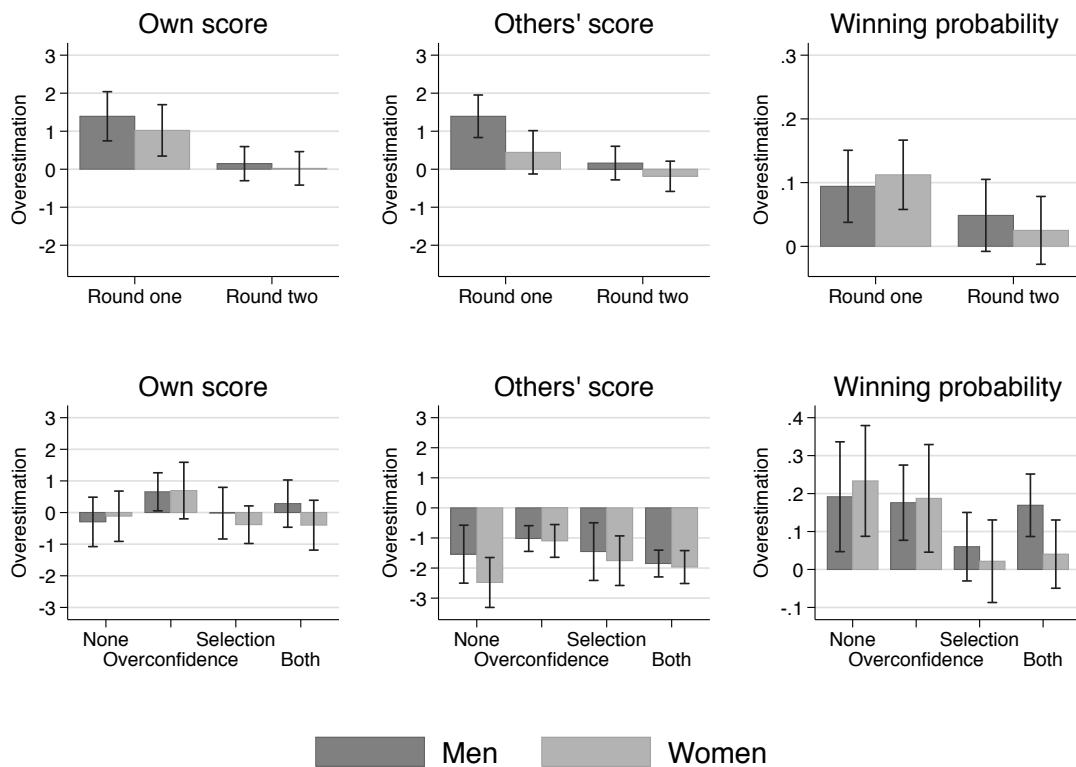 Own score
Others' score
Winning probability
Overestimation
3
2
1
0
-1
-2
Round one Round two
Overestimation
3
2
1
0
-1
-2
Round one Round two
Overestimation
.3
.2
.1
0
Round one Round two
Own score
Others' score
Winning probability
Overestimation
3
2
1
0
-1
-2
-3
None Selection
Overconfidence Both
Overestimation
3
2
1
0
-1
-2
-3
None Selection
Overconfidence Both
Overestimation
.4
.3
.2
.1
0
-.1
None Selection
Overconfidence Both
Men Women